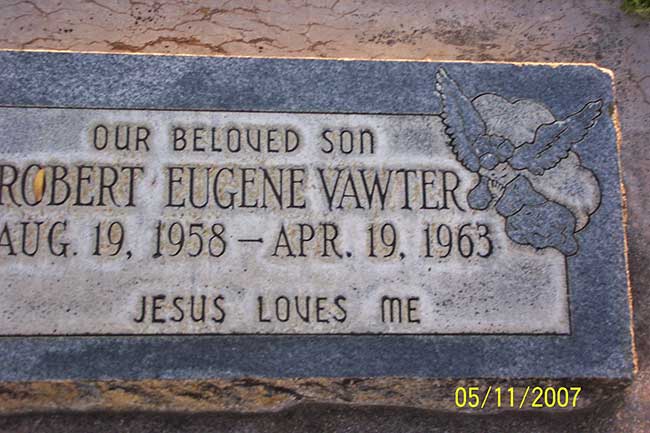 OUR BELOVED SON
ROBERT EUGENE VAWTER
AUG. 19, 1958 – APR. 19, 1963
JESUS LOVES ME
05/11/2007